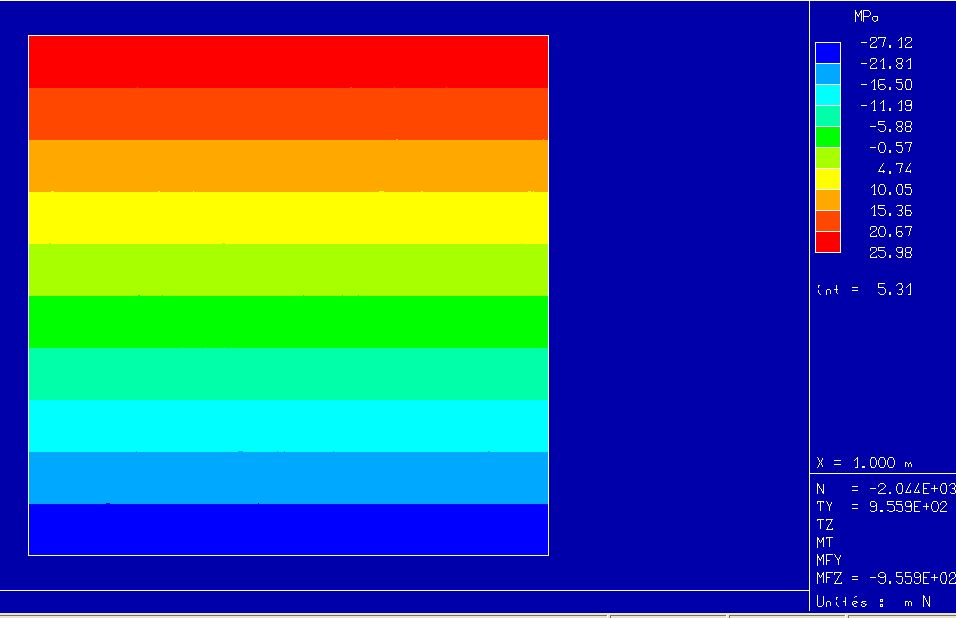 MPa
-27.12
-21.81
-16.50
-11.19
-5.88
-0.57
4.74
10.05
15.36
20.67
25.98
int = 5.31
X = 1.000 m
N = -2.044E+03
TY = 9.559E+02
TZ
MT
MFY
MFZ = -9.559E+02
Unités : m N